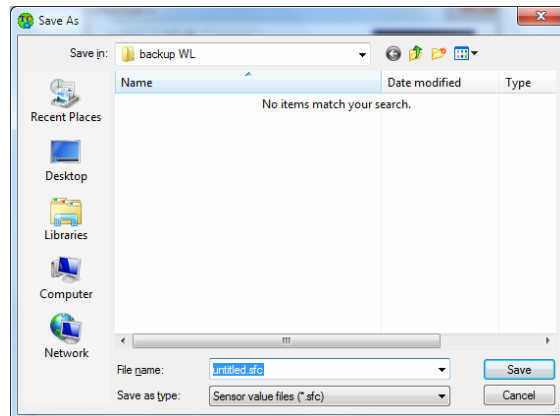 Save As
Save in:
backup WL
Name
Date modified
Type
No items match your search.
Recent Places
Desktop
Libraries
Computer
Network
File name:
untitled.sfc
Save
Save as type:
Sensor value files (*.sfc)
Cancel